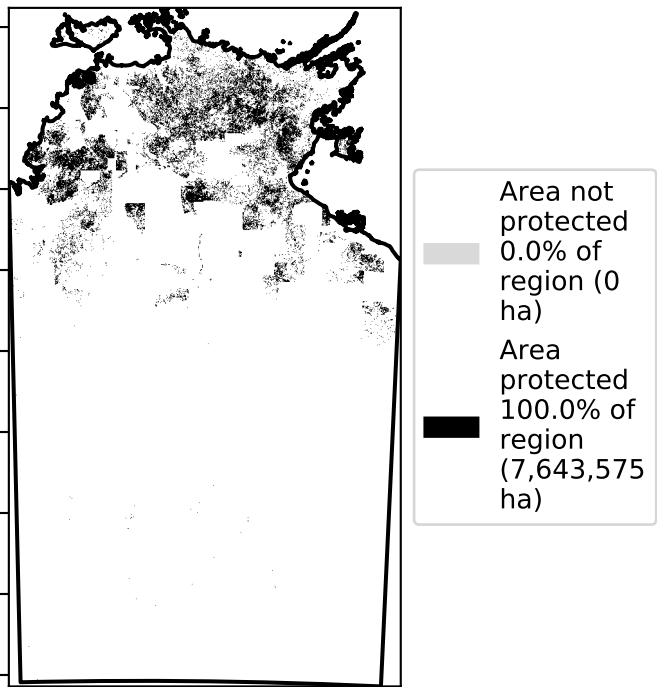 Area not
protected
0.0% of
region (0
ha)
Area
protected
100.0% of
region
(7,643,575
ha)